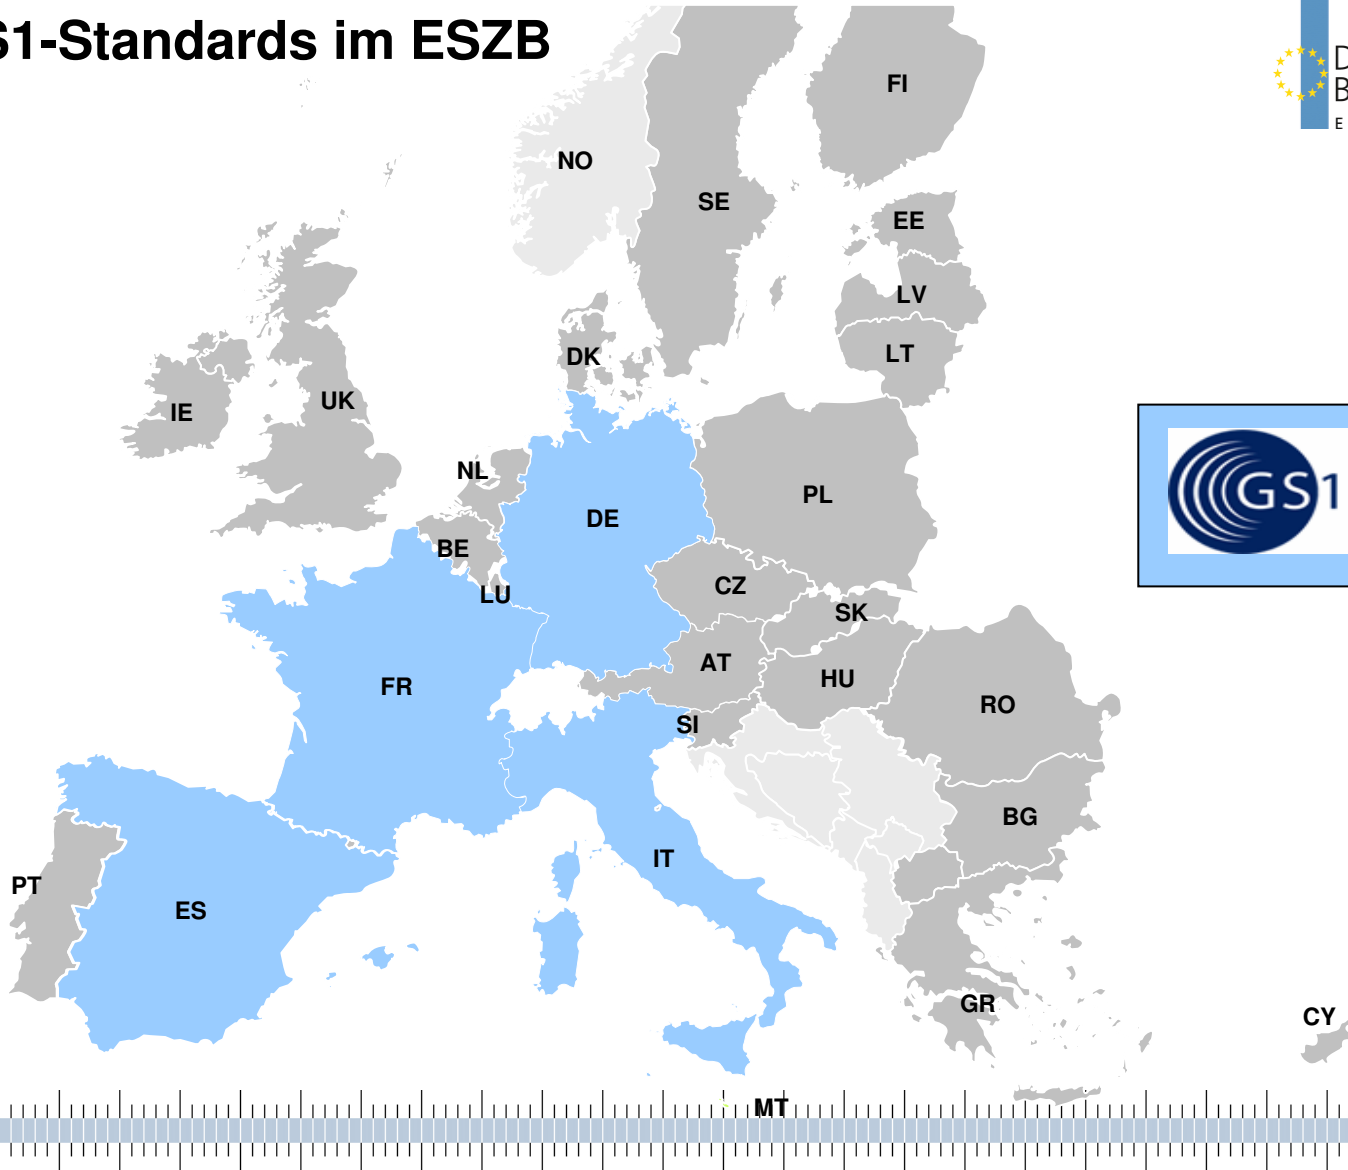 S1-Standards im ESZB
D
B
E
FI
NO
SE
EE
LV
LT
DK
IE
UK
NL
DE
PL
BE
LU
CZ
SK
AT
HU
FR
SI
RO
BG
IT
PT
ES
GR
CY
MT
GS1